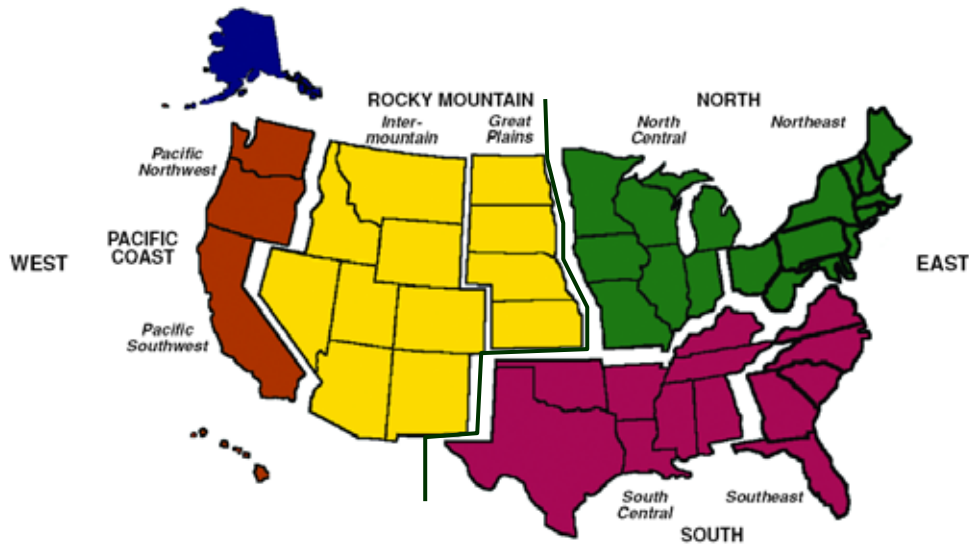 ROCKY MOUNTAIN
Inter-
mountain
Great
Plains
NORTH
North
Central
Northeast
Pacific
Northwest
PACIFIC
COAST
WEST
EAST
Pacific
Southwest
South
Central
Southeast
SOUTH